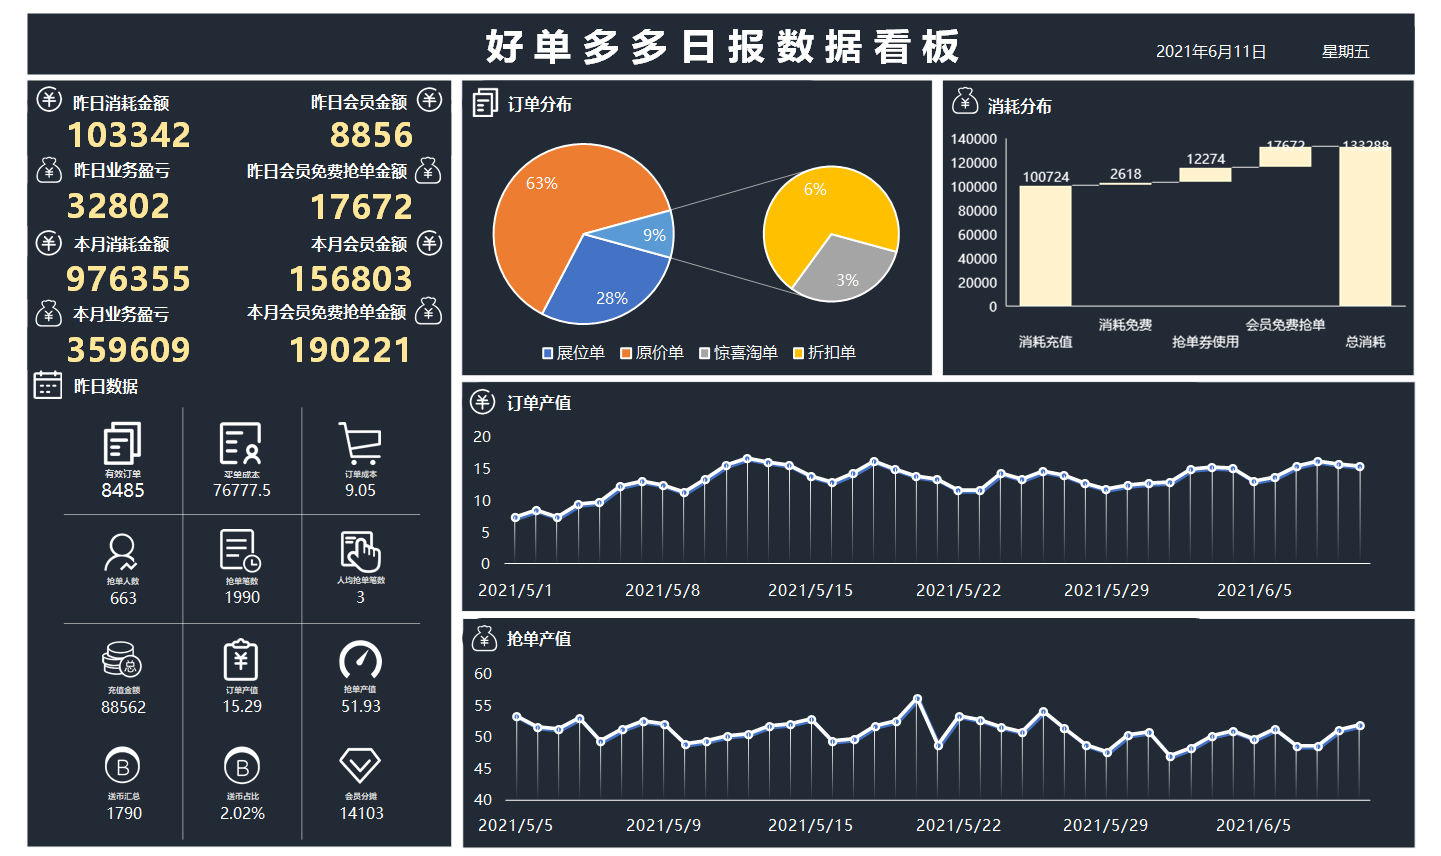 好单多多日报数据看板
2021年6月11日 星期五
昨日消耗金额 昨日会员金额
103342 8856
昨日业务盈亏 昨日会员免费抢单金额
32802 17672
本月消耗金额 本月会员金额
976355 156803
本月业务盈亏 本月会员免费抢单金额
359609 190221
昨日数据
有效订单 买单成本 订单成本
8485 76777.5 9.05
抢单人数 抢单笔数 人均抢单笔数
663 1990 3
总
充值金额 订单产值 抢单产值
88562 15.29 51.93
B B
送币汇总 送币占比 会员分摊
1790 2.02% 14103
订单分布
63%
9%
28%
6%
3%
展位单 原价单 惊喜淘单 折扣单
消耗分布
140000
120000
100000
80000
60000
40000
20000
0
100724 2618 12274 17672 133288
消耗充值 消耗免费 抢单券使用 会员免费抢单 总消耗
订单产值
20
15
10
5
0
2021/5/1 2021/5/8 2021/5/15 2021/5/22 2021/5/29 2021/6/5
抢单产值
60
55
50
45
40
2021/5/5 2021/5/9 2021/5/15 2021/5/22 2021/5/29 2021/6/5